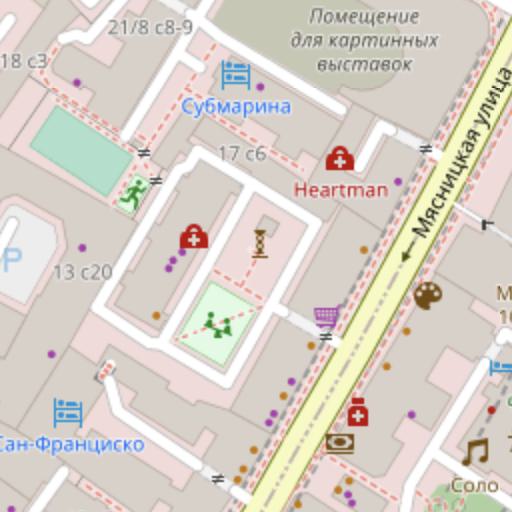 Помещение
для картинных
выставок
21/8 с8-9
18 с3
Субмарина
Мясницкая улица
17 с6
Heartman
P
13 с20
Сан-Франциско
Соло